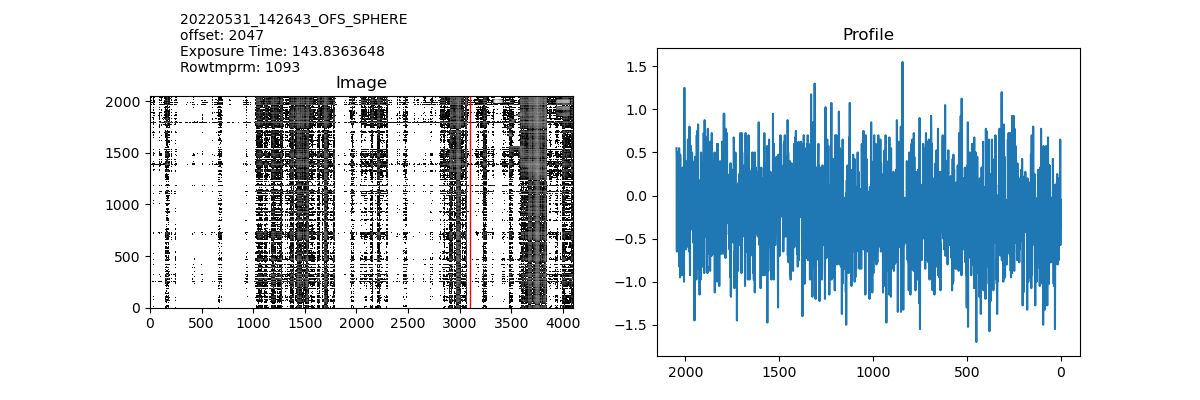 20220531_142643_OFS_SPHERE
offset: 2047
Exposure Time: 143.8363648
Rowtmprm: 1093
Image
2000
1500
1000
500
0
0 500 1000 1500 2000 2500 3000 3500 4000
Profile
1.5
1.0
0.5
0.0
−0.5
−1.0
−1.5
2000 1500 1000 500 0